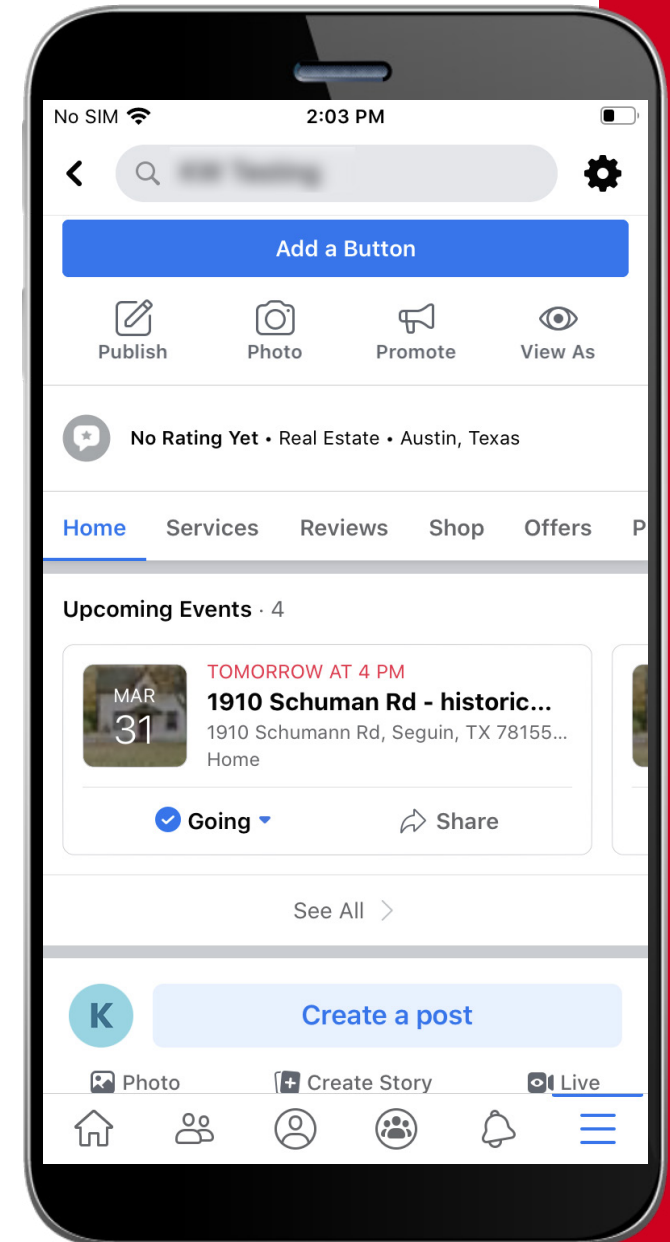 No SIM 2:03 PM
Add a Button
Publish Photo Promote View As
No Rating Yet • Real Estate • Austin, Texas
Home Services Reviews Shop Offers P
Upcoming Events · 4
TOMORROW AT 4 PM
MAR
31
1910 Schuman Rd - historic...
1910 Schumann Rd, Seguin, TX 78155...
Home
Going Share
See All
K
Create a post
Photo Create Story Live